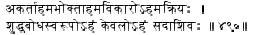 अकर्ताहमभोक्ताहमविकारोऽहमक्रियः ।
शुद्धबोधस्वरूपोऽहं केवलोऽहं सदाशिवः ॥ ४९०॥